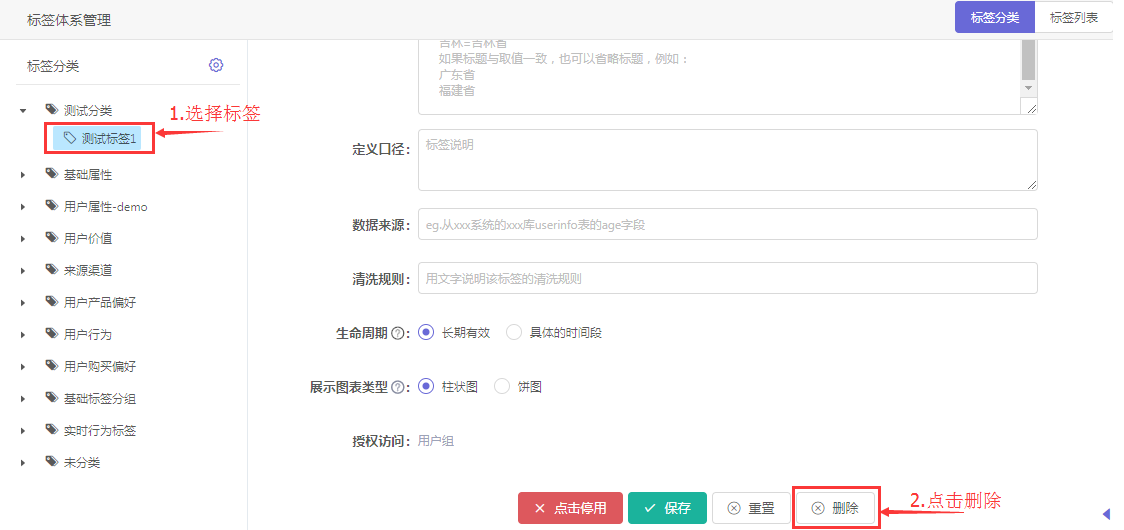 标签体系管理
标签分类
标签列表
标签分类
测试分类
测试标签1
基础属性
用户属性-demo
用户价值
来源渠道
用户产品偏好
用户行为
用户购买偏好
基础标签分组
实时行为标签
未分类
1.选择标签
吉林=吉林省
如果标题与取值一致，也可以省略标题，例如：
广东省
福建省
定义口径：
标签说明
数据来源：
eg.从xxx系统的xxx库userinfo表的age字段
清洗规则：
用文字说明该标签的清洗规则
生命周期?：
长期有效
具体的时间段
展示图表类型?：
柱状图
饼图
授权访问：
用户组
点击停用
保存
重置
删除
2.点击删除